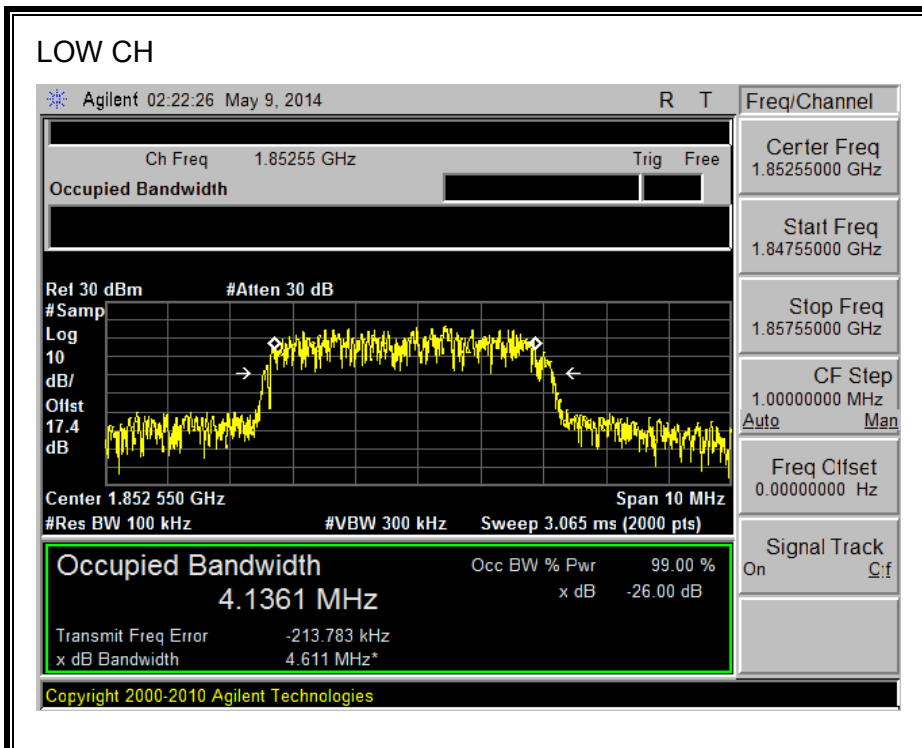 LOW CH
Agilent 02:22:26 May 9, 2014 R T
Freq/Channel
Ch Freq 1.85255 GHz Trig Free
Occupied Bandwidth
Center Freq
1.85255000 GHz
Start Freq
1.84755000 GHz
Stop Freq
1.85755000 GHz
CF Step
1.00000000 MHz
Auto Man
Freq Offset
0.00000000 Hz
Signal Track
On Off
Ref 30 dBm #Atten 30 dB
#Samp
Log
10
dB/
Offst
17.4
dB
Center 1.852 550 GHz Span 10 MHz
#Res BW 100 kHz #VBW 300 kHz Sweep 3.065 ms (2000 pts)
Occupied Bandwidth
4.1361 MHz
Occ BW % Pwr 99.00 %
x dB -26.00 dB
Transmit Freq Error -213.783 kHz
x dB Bandwidth 4.611 MHz*
Copyright 2000-2010 Agilent Technologies